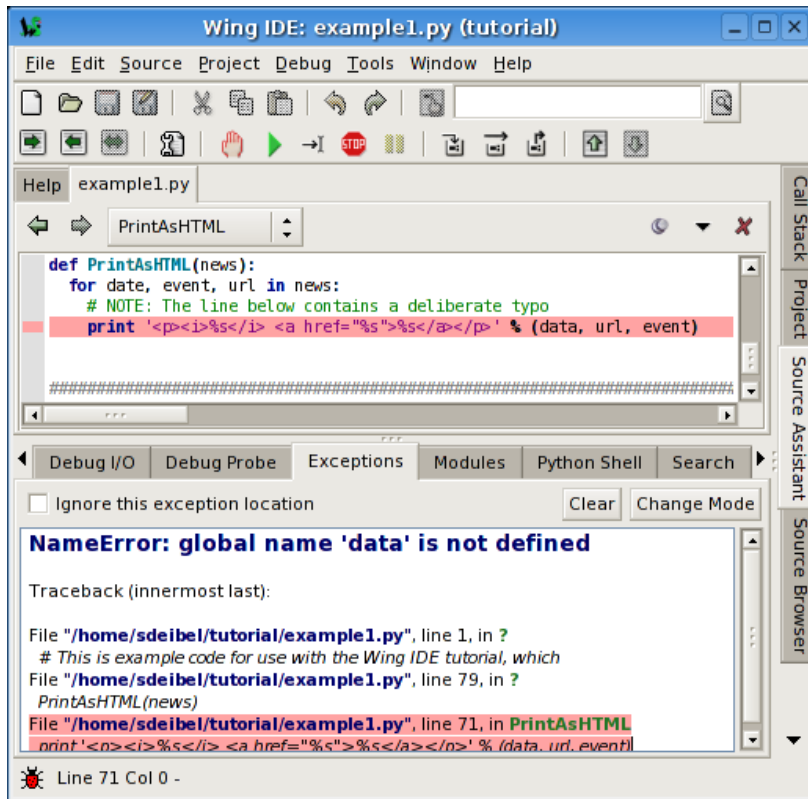 Wing IDE: example1.py (tutorial)
File Edit Source Project Debug Tools Window Help
STOP
Help example1.py
PrintAsHTML
def PrintAsHTML(news):
for date, event, url in news:
# NOTE: The line below contains a deliberate typo
print '<p><i>%s</i> <a href="%s">%s</a></p>' % (data, url, event)
########################################################################
Debug I/O Debug Probe Exceptions Modules Python Shell Search
Ignore this exception location Clear Change Mode
NameError: global name 'data' is not defined
Traceback (innermost last):
File "/home/sdeibel/tutorial/example1.py", line 1, in ?
# This is example code for use with the Wing IDE tutorial, which
File "/home/sdeibel/tutorial/example1.py", line 79, in ?
PrintAsHTML(news)
File "/home/sdeibel/tutorial/example1.py", line 71, in PrintAsHTML
print '<p><i>%s</i> <a href="%s">%s</a></p>' % (data, url, event)
Line 71 Col 0 -
Call Stack
Project
Source Assistant
Source Browser